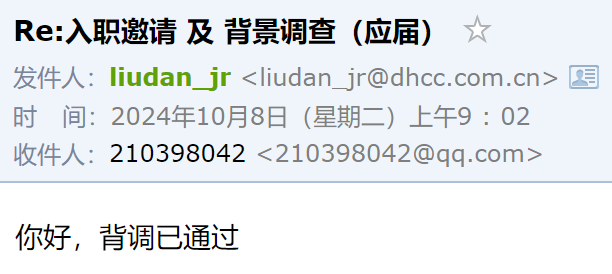 Re:入职邀请 及 背景调查（应届）
发件人：liudan_jr <liudan_jr@dhcc.com.cn>
时　间：2024年10月8日（星期二）上午9：02
收件人：210398042 <210398042@qq.com>
你好，背调已通过